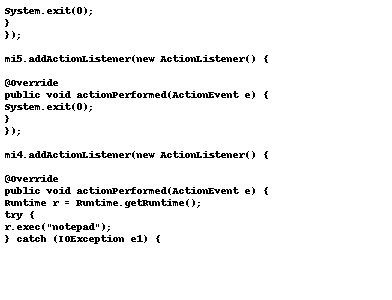 System.exit(0);
}
});
mi5.addActionListener(new ActionListener() {
@Override
public void actionPerformed(ActionEvent e) {
System.exit(0);
}
});
mi4.addActionListener(new ActionListener() {
@Override
public void actionPerformed(ActionEvent e) {
Runtime r = Runtime.getRuntime();
try {
r.exec("notepad");
} catch (IOException e1) {